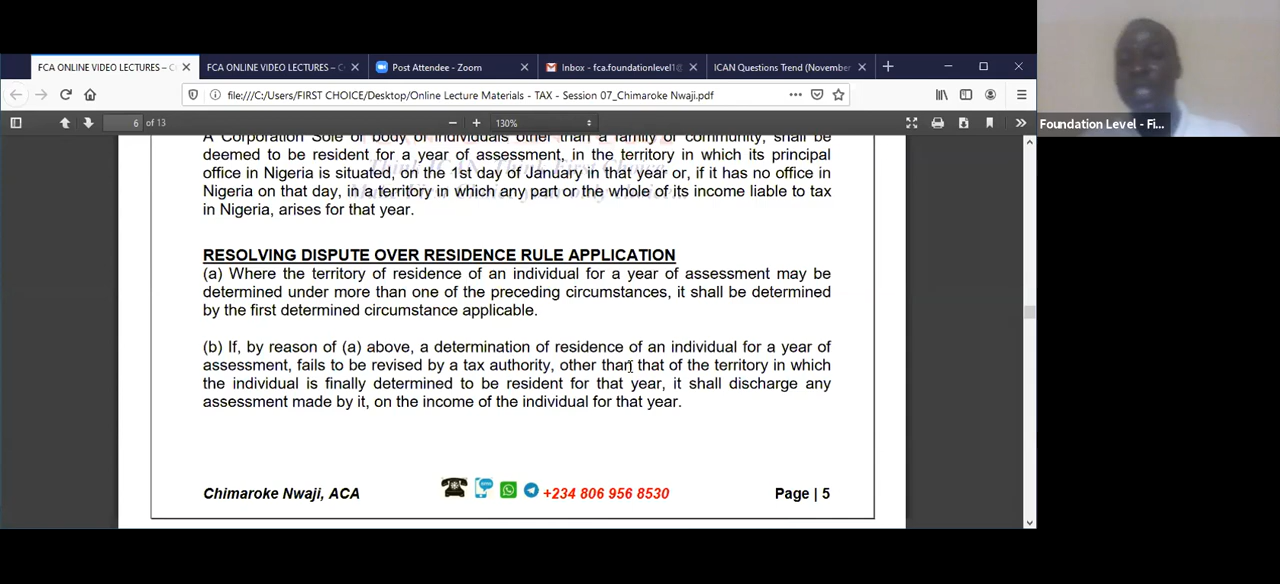 FCA ONLINE VIDEO LECTURES – C
FCA ONLINE VIDEO LECTURES – C
Post Attendee - Zoom
Inbox - fca.foundationlevel1@
ICAN Questions Trend (November
file:///C:/Users/FIRST CHOICE/Desktop/Online Lecture Materials - TAX - Session 07_Chimaroke Nwaji.pdf
6 of 13
130%
Foundation Level - Fi...
A Corporation Sole or body of individuals other than a family or community, shall be
deemed to be resident for a year of assessment, in the territory in which its principal
office in Nigeria is situated, on the 1st day of January in that year or, if it has no office in
Nigeria on that day, in a territory in which any part or the whole of its income liable to tax
in Nigeria, arises for that year.
RESOLVING DISPUTE OVER RESIDENCE RULE APPLICATION
(a) Where the territory of residence of an individual for a year of assessment may be
determined under more than one of the preceding circumstances, it shall be determined
by the first determined circumstance applicable.
(b) If, by reason of (a) above, a determination of residence of an individual for a year of
assessment, fails to be revised by a tax authority, other than that of the territory in which
the individual is finally determined to be resident for that year, it shall discharge any
assessment made by it, on the income of the individual for that year.
Chimaroke Nwaji, ACA
+234 806 956 8530
Page | 5